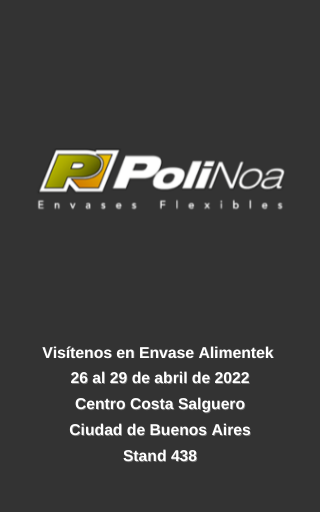 PoliNoa
Envases Flexibles
Visítenos en Envase Alimentek
26 al 29 de abril de 2022
Centro Costa Salguero
Ciudad de Buenos Aires
Stand 438